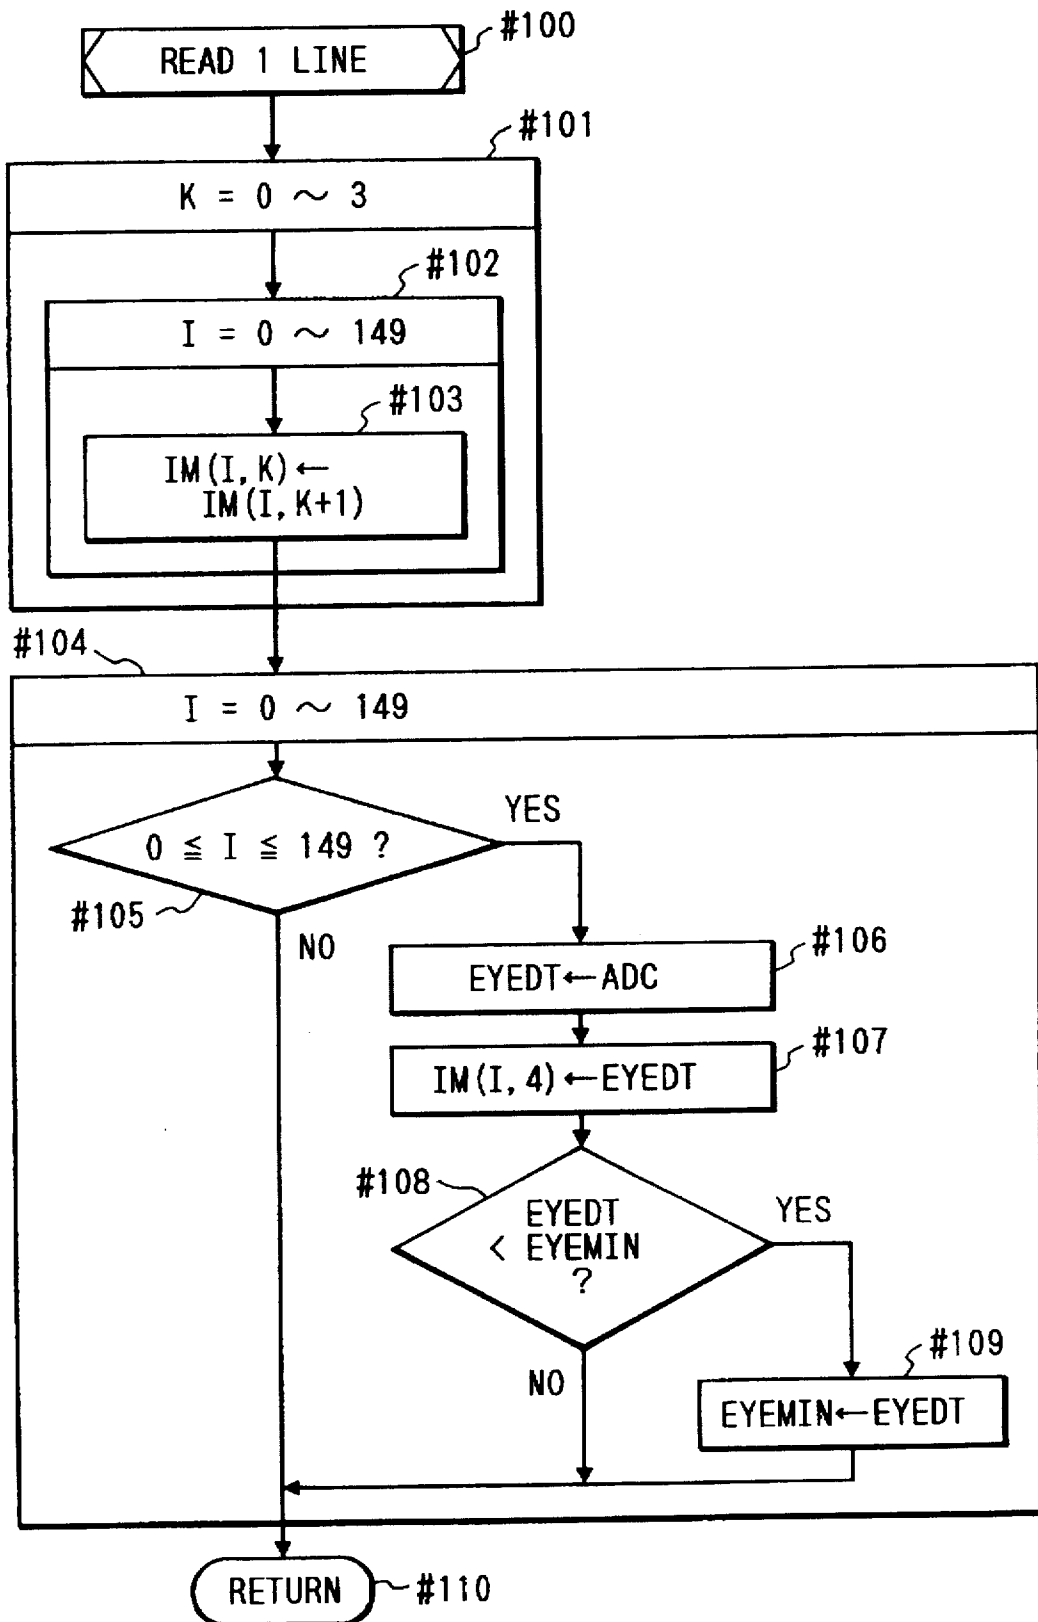 #100
READ 1 LINE
#101
K = 0 ～ 3
#102
I = 0 ～ 149
#103
IM(I, K)←
IM(I, K+1)
#104
I = 0 ～ 149
0 ≦ I ≦ 149 ?
YES
#105
NO
#106
EYEDT←ADC
#107
IM(I, 4)←EYEDT
#108
EYEDT
< EYEMIN
?
YES
NO
#109
EYEMIN←EYEDT
RETURN
#110